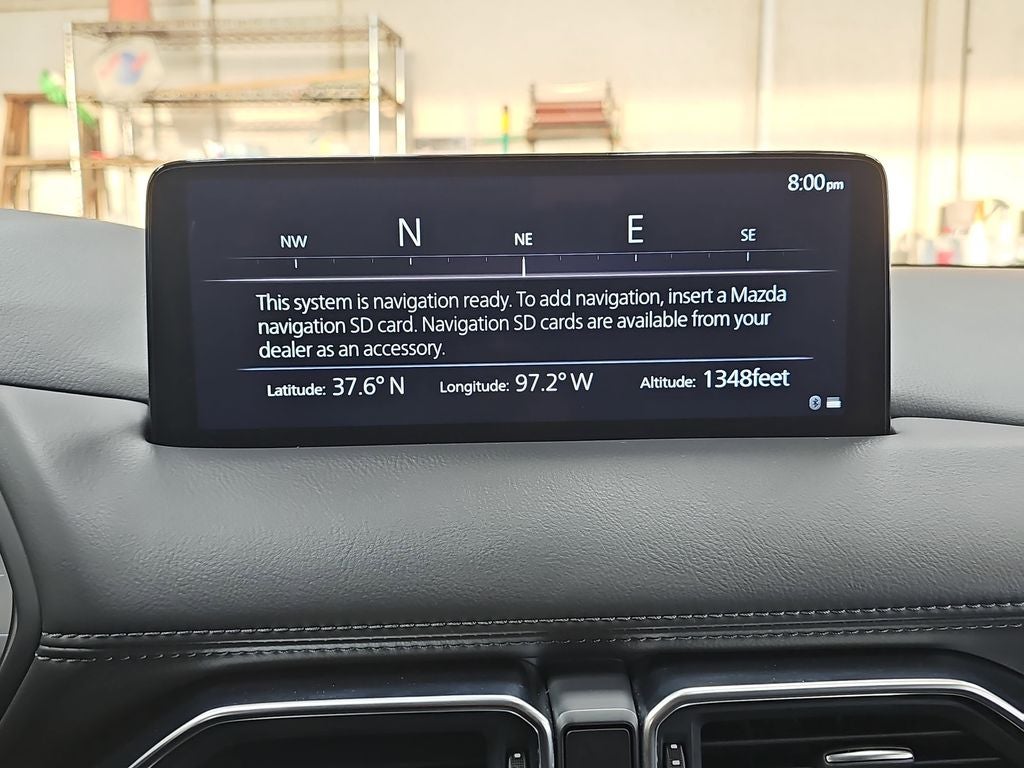 8:00pm
NW N NE E SE
This system is navigation ready. To add navigation, insert a Mazda
navigation SD card. Navigation SD cards are available from your
dealer as an accessory.
Latitude: 37.6° N Longitude: 97.2° W Altitude: 1348feet